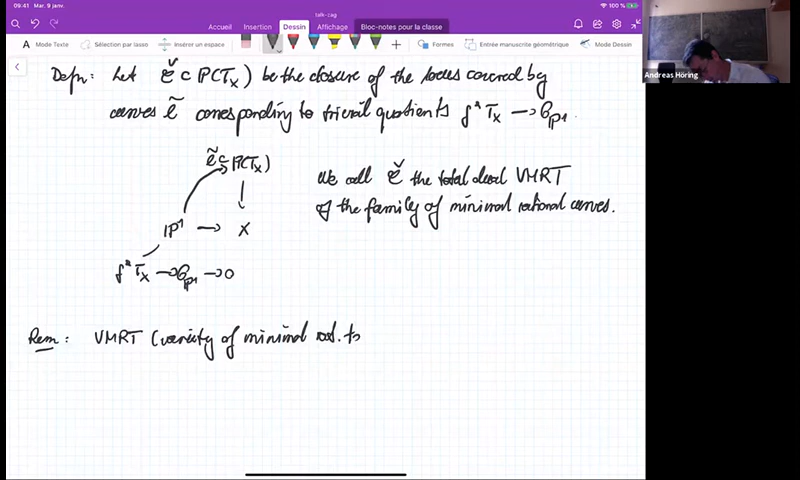 09:41 Mar. 9 janv.
talk-zag
100 %
Accueil Insertion Dessin Affichage Bloc-notes pour la classe
A Mode Texte Sélection par lasso Insérer un espace Formes Entrée manuscrite géométrique Mode Dessin
Andreas Höring
Defn: Let Č ⊂ P(T_X) be the closure of the locus covered by
curves l̃ corresponding to trivial quotients f*T_X → O_P¹.
l̃ ⊂ P(T_X)
↓
P¹ → X
f*T_X → O_P¹ → 0
We call Č the total dual VMRT
of the family of minimal rational curves.
Rem: VMRT (variety of minimal rat. ta